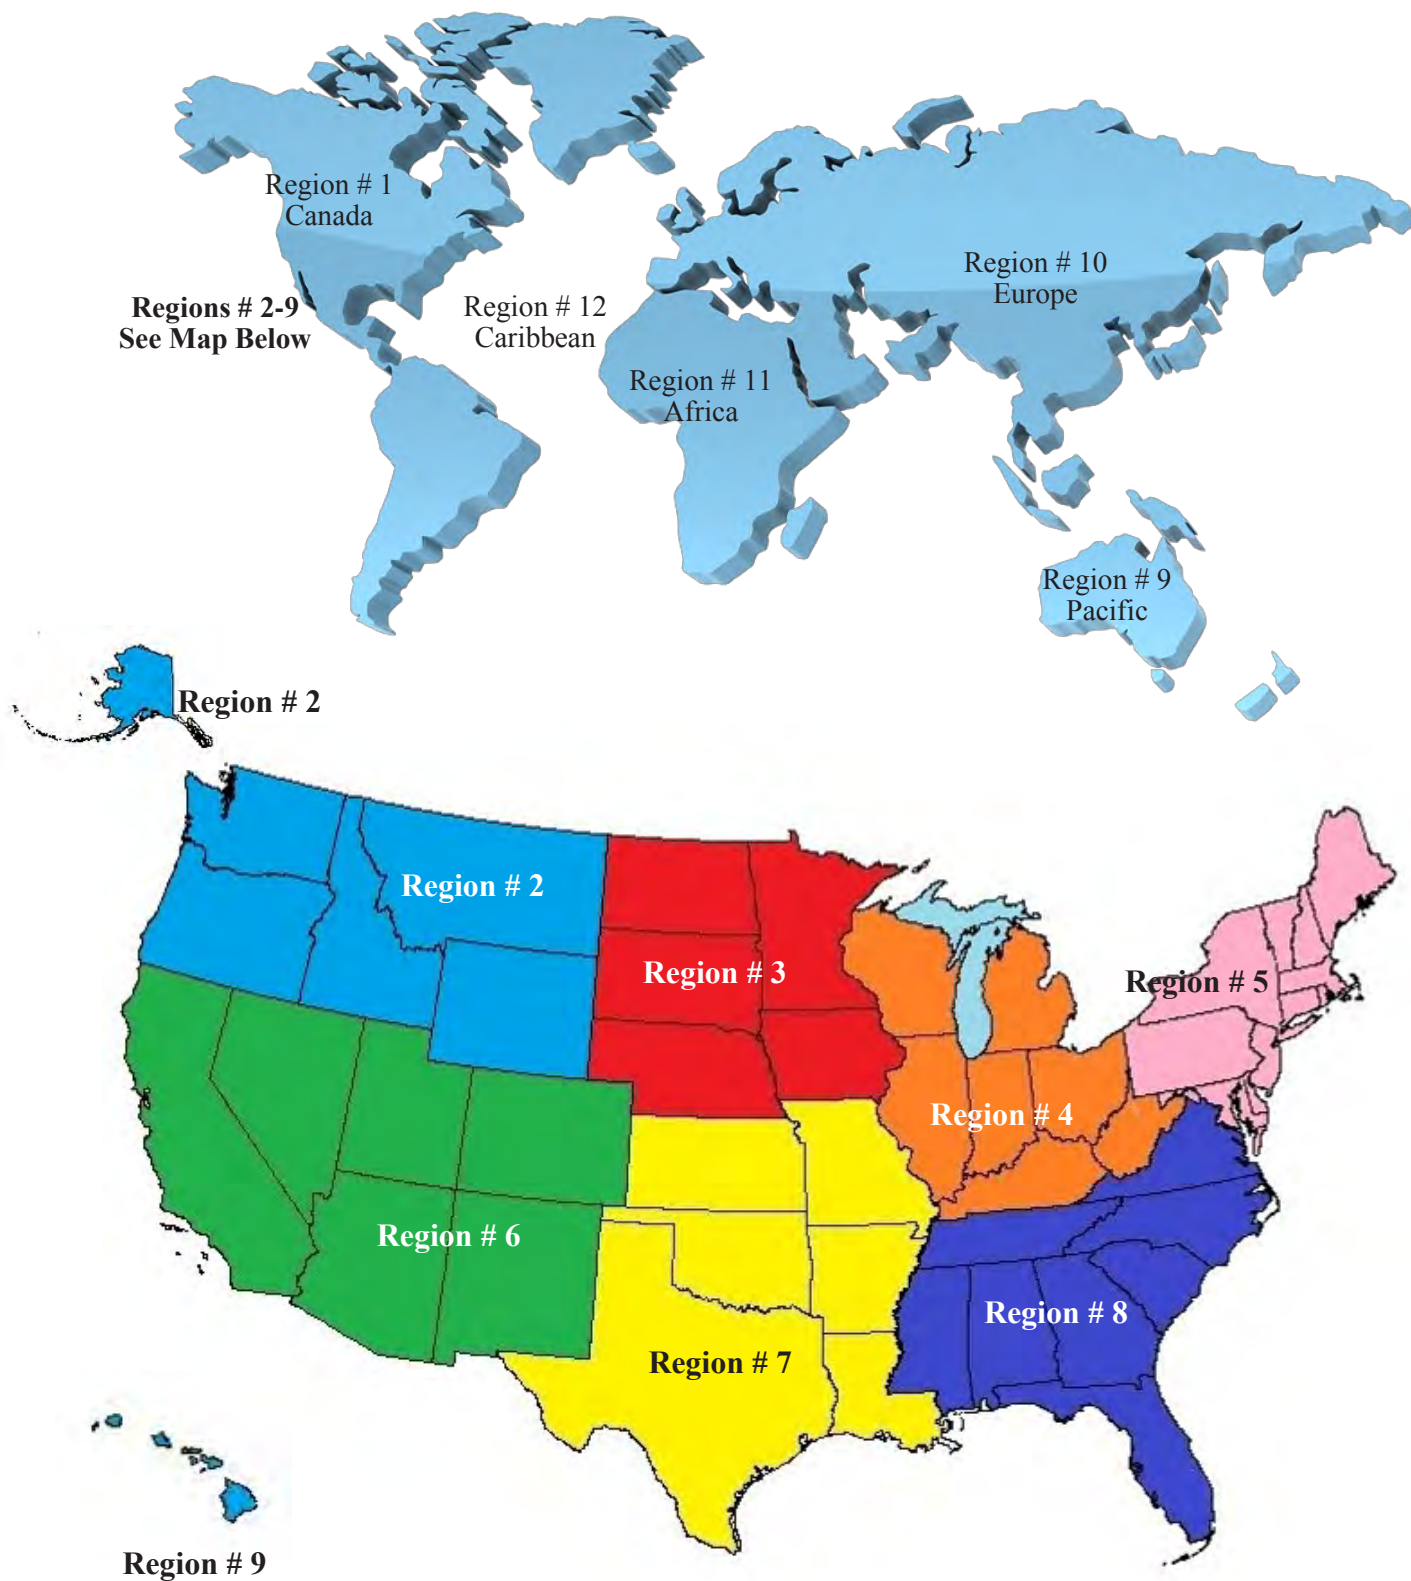 Region # 1
Canada
Region # 10
Europe
Regions # 2-9
See Map Below
Region # 12
Caribbean
Region # 11
Africa
Region # 9
Pacific
Region # 2
Region # 2
Region # 3
Region # 5
Region # 4
Region # 6
Region # 8
Region # 7
Region # 9